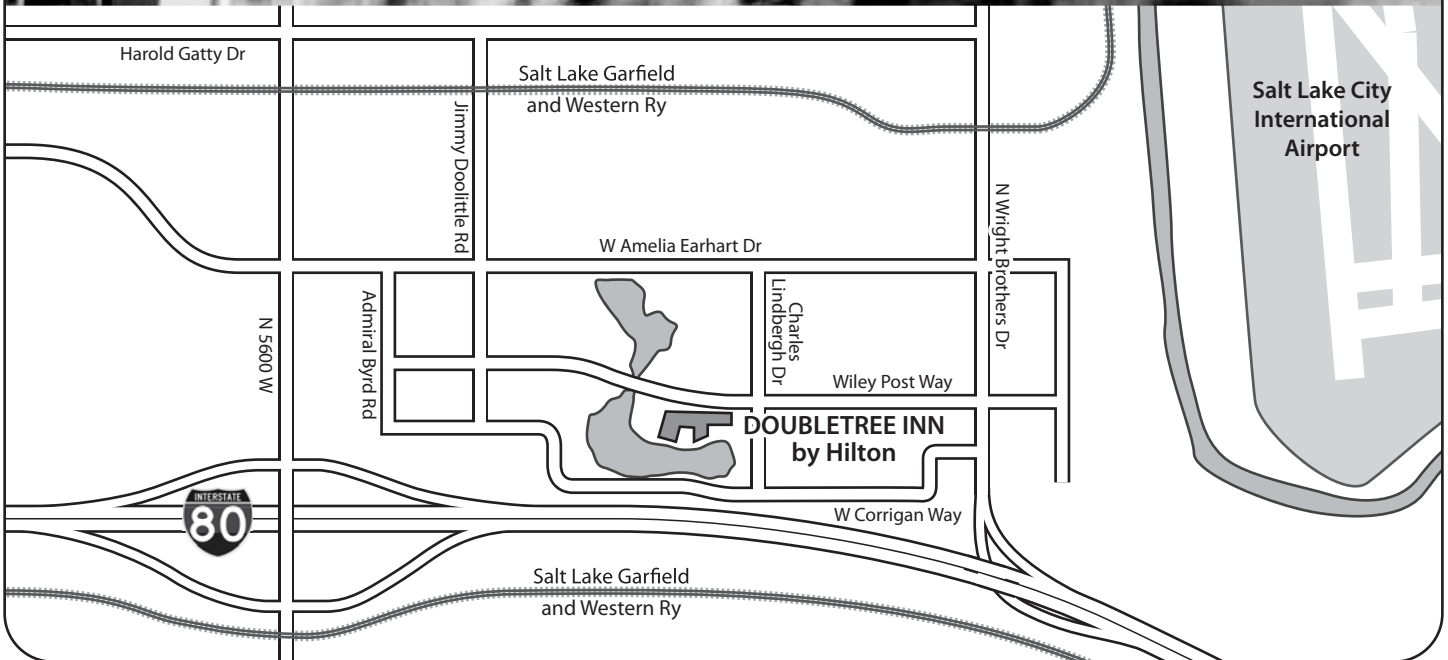 Harold Gatty Dr
Salt Lake Garfield
and Western Ry
Salt Lake City
International
Airport
Jimmy Doolittle Rd
N Wright Brothers Dr
W Amelia Earhart Dr
N 5600 W
Admiral Byrd Rd
Charles
Lindbergh Dr
Wiley Post Way
DOUBLETREE INN
by Hilton
INTERSTATE
80
W Corrigan Way
Salt Lake Garfield
and Western Ry